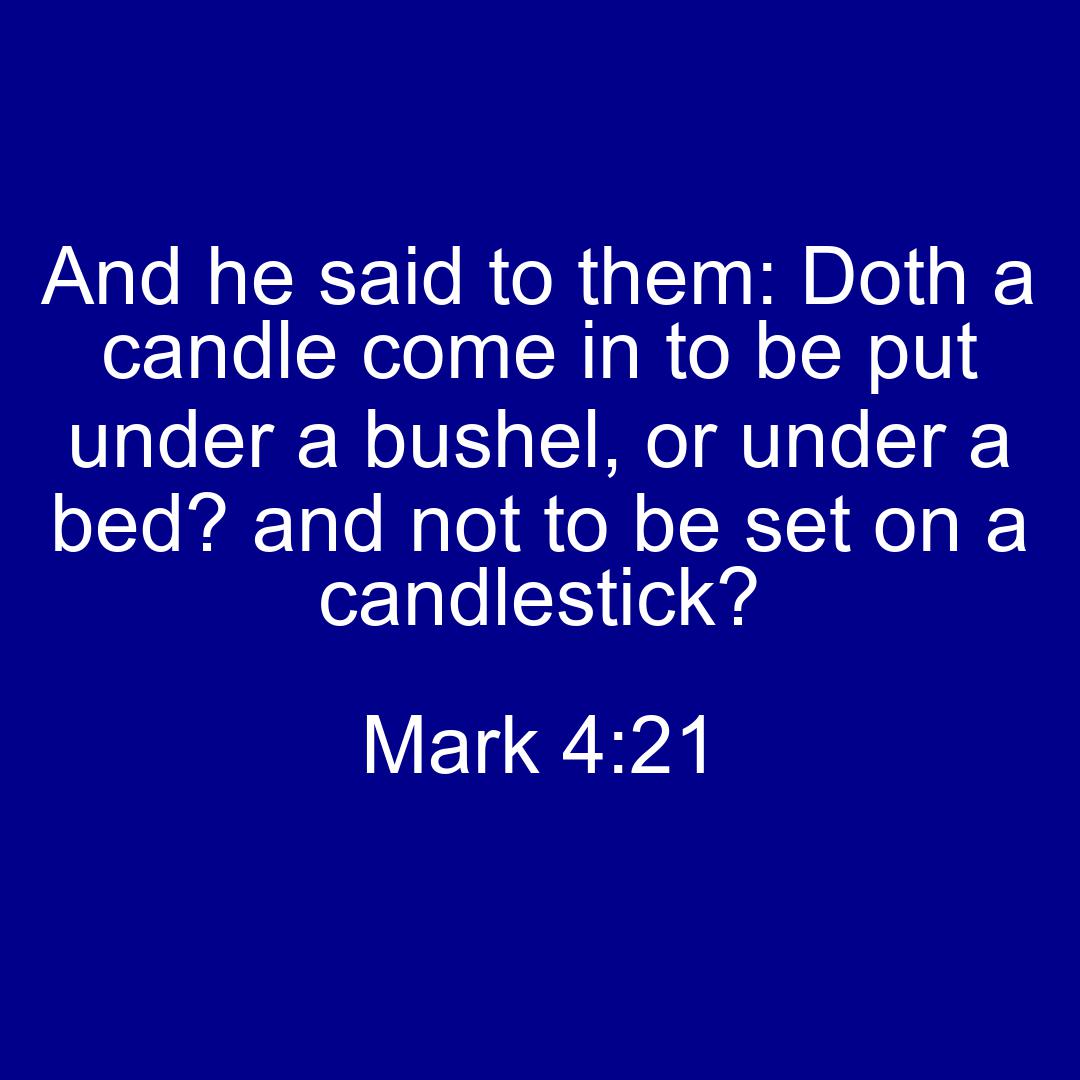 And he said to them: Doth a
candle come in to be put
under a bushel, or under a
bed? and not to be set on a
candlestick?
Mark 4:21